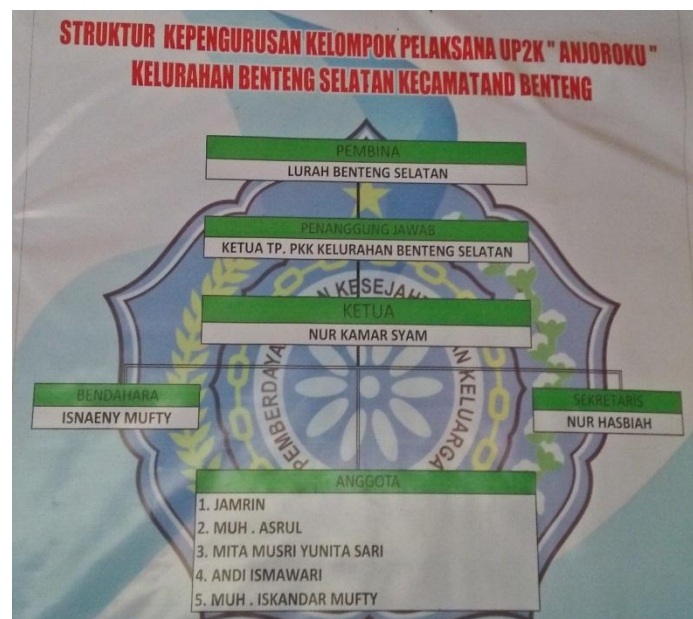 STRUKTUR KEPENGURUSAN KELOMPOK PELAKSANA UP2K " ANJOROKU "
KELURAHAN BENTENG SELATAN KECAMATAND BENTENG
PEMBINA
LURAH BENTENG SELATAN
PENANGGUNG JAWAB
KETUA TP. PKK KELURAHAN BENTENG SELATAN
KETUA
NUR KAMAR SYAM
BENDAHARA
ISNAENY MUFTY
SEKRETARIS
NUR HASBIAH
ANGGOTA
1. JAMRIN
2. MUH . ASRUL
3. MITA MUSRI YUNITA SARI
4. ANDI ISMAWARI
5. MUH . ISKANDAR MUFTY
KELUARGA